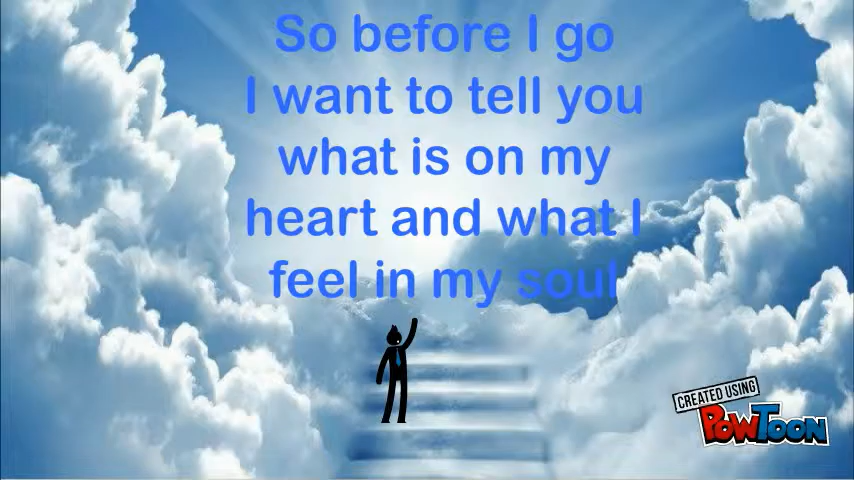 So before I go
I want to tell you
what is on my
heart and what I
feel in my soul
CREATED USING
POWTOON